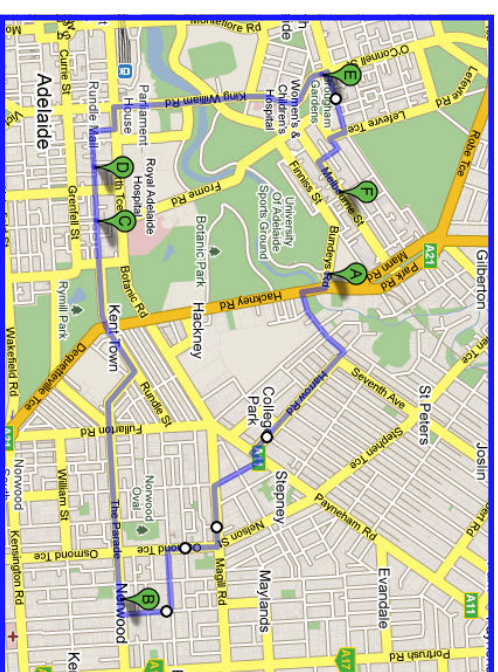 Montefiore Rd
O'Connell
Lefevre Rd
Currie St
Adelaide
Rundle Mall
Parliament
House
King William Rd
Women's &
Children's
Hospital
Brougham
Gardens
E
Lefevre Tce
Robe Tce
D
C
Grenfell St
Royal Adelaide
Hospital
Frome Rd
Finniss St
Melbourne St
F
University
Of Adelaide
Sports Ground
Bundeys Rd
A
Mann Rd
Park Rd
A21
Gilberton
Botanic Park
Botanic Rd
Rymill Park
Hackney Rd
Hackney
Kent Town
Dequetteville Tce
Wakefield Rd
Rundle St
Fullarton Rd
Harrow Rd
Seventh Ave
St Peters
Stephen Tce
Joslin
College
Park
A11
Stepney
Payneham Rd
Nelson St
Norwood
Oval
William St
The Parade
Osmond Tce
Norwood
Kensington Rd
Magill Rd
Maylands
Evandale
A11
B
Norwood
A17
Portrush Rd